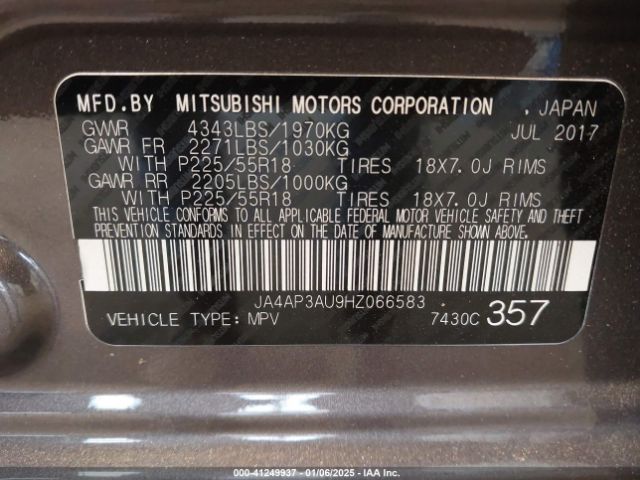 MFD.BY MITSUBISHI MOTORS CORPORATION . JAPAN
GVWR 4343LBS/1970KG JUL 2017
GAWR FR 2271LBS/1030KG
WITH P225/55R18 TIRES 18X7.0J RIMS
GAWR RR 2205LBS/1000KG
WITH P225/55R18 TIRES 18X7.0J RIMS
THIS VEHICLE CONFORMS TO ALL APPLICABLE FEDERAL MOTOR VEHICLE SAFETY AND THEFT
PREVENTION STANDARDS IN EFFECT ON THE DATE OF MANUFACTURE SHOWN ABOVE.
JA4AP3AU9HZ066583
VEHICLE TYPE: MPV 7430C 357
000-41249937 - 01/06/2025 - IAA Inc.